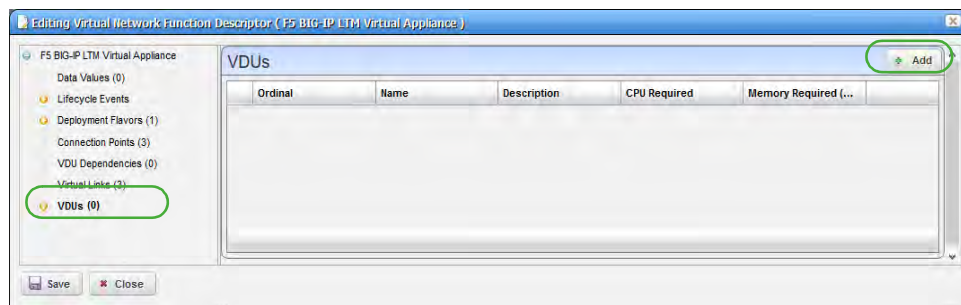 Editing Virtual Network Function Descriptor ( F5 BIG-IP LTM Virtual Appliance )
F5 BIG-IP LTM Virtual Appliance
Data Values (0)
Lifecycle Events
Deployment Flavors (1)
Connection Points (3)
VDU Dependencies (0)
Virtual Links (3)
VDUs (0)
VDUs
Add
Ordinal Name Description CPU Required Memory Required (...
Save Close